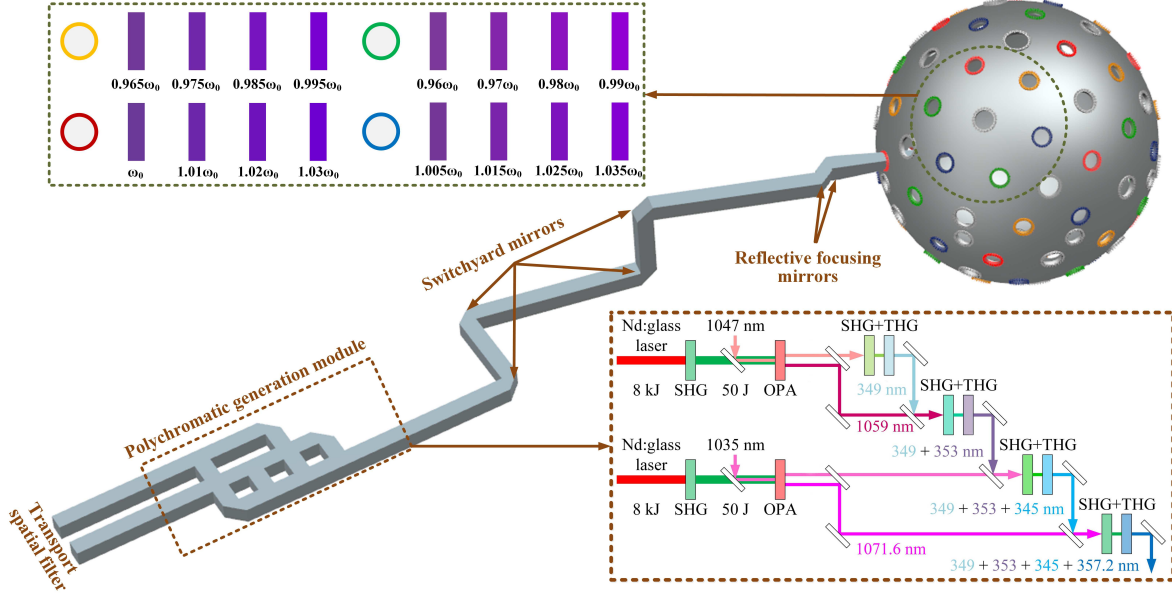 0.965ω₀ 0.975ω₀ 0.985ω₀ 0.995ω₀ 0.96ω₀ 0.97ω₀ 0.98ω₀ 0.99ω₀
ω₀ 1.01ω₀ 1.02ω₀ 1.03ω₀ 1.005ω₀ 1.015ω₀ 1.025ω₀ 1.035ω₀
Switchyard mirrors
Reflective focusing
mirrors
Polychromatic generation module
Transport
spatial filter
Nd:glass
laser
1047 nm
SHG+THG
8 kJ SHG 50 J OPA
349 nm
SHG+THG
1059 nm
349 + 353 nm
Nd:glass
laser
1035 nm
SHG+THG
8 kJ SHG 50 J OPA
349 + 353 + 345 nm
SHG+THG
1071.6 nm
349 + 353 + 345 + 357.2 nm